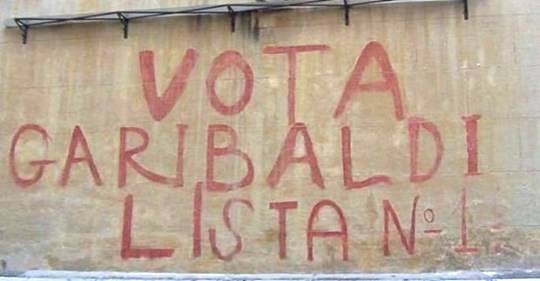 VOTA
GARIBALDI
LISTA Nº 1